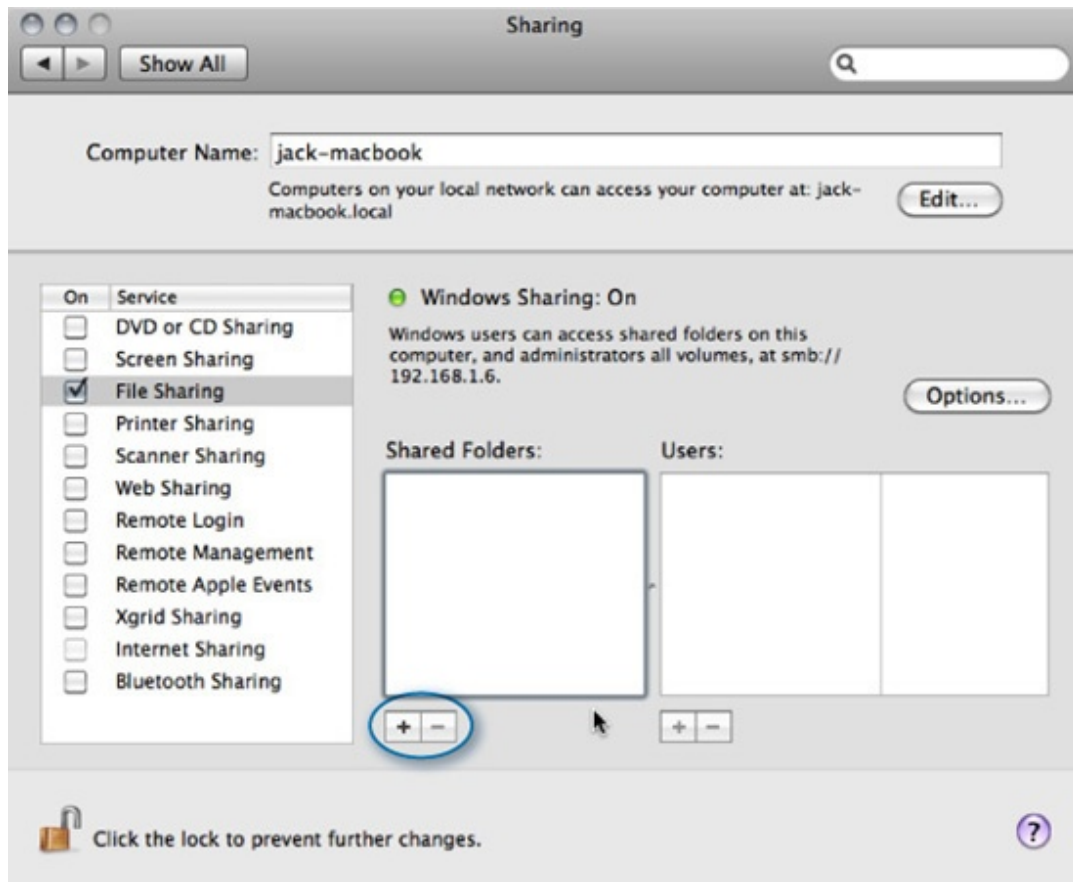 Sharing
Show All
Computer Name: jack-macbook
Computers on your local network can access your computer at: jack-
macbook.local
Edit...
On Service
DVD or CD Sharing
Screen Sharing
File Sharing
Printer Sharing
Scanner Sharing
Web Sharing
Remote Login
Remote Management
Remote Apple Events
Xgrid Sharing
Internet Sharing
Bluetooth Sharing
Windows Sharing: On
Windows users can access shared folders on this
computer, and administrators all volumes, at smb://
192.168.1.6.
Options...
Shared Folders:
Users:
+ −
+ −
Click the lock to prevent further changes.
?